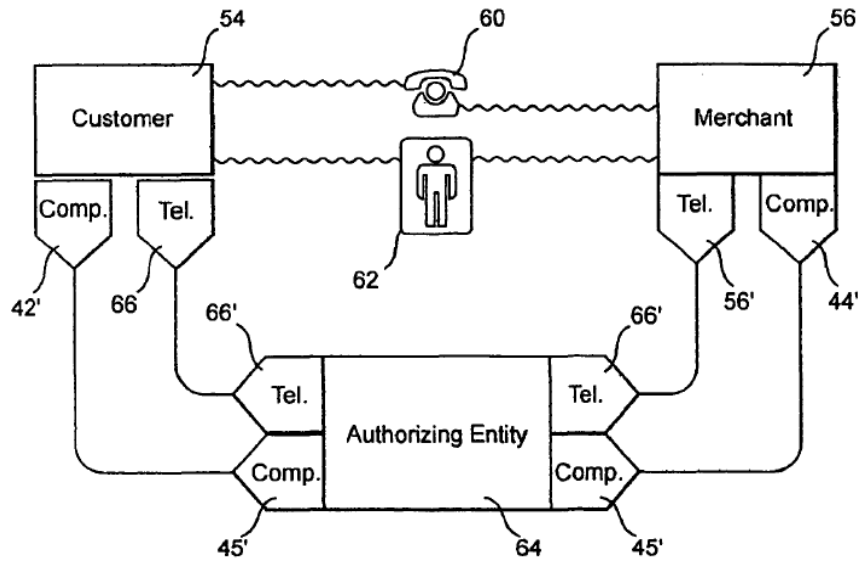 54
60
56
Customer
Merchant
Comp.
Tel.
Tel.
Comp.
42'
66
62
56'
44'
66'
66'
Tel.
Authorizing Entity
Tel.
Comp.
Comp.
45'
64
45'